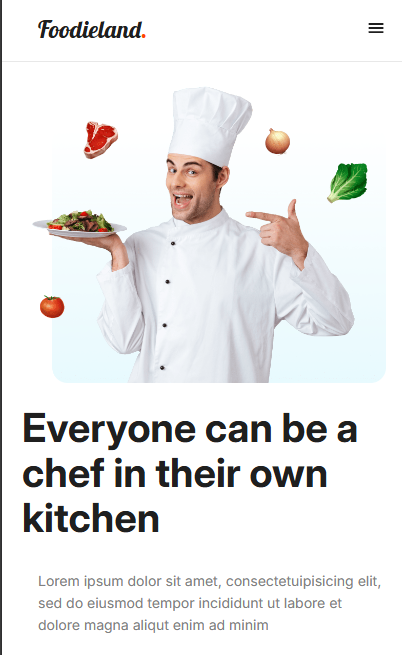 Foodieland.
Everyone can be a
chef in their own
kitchen
Lorem ipsum dolor sit amet, consectetuipisicing elit,
sed do eiusmod tempor incididunt ut labore et
dolore magna aliqut enim ad minim